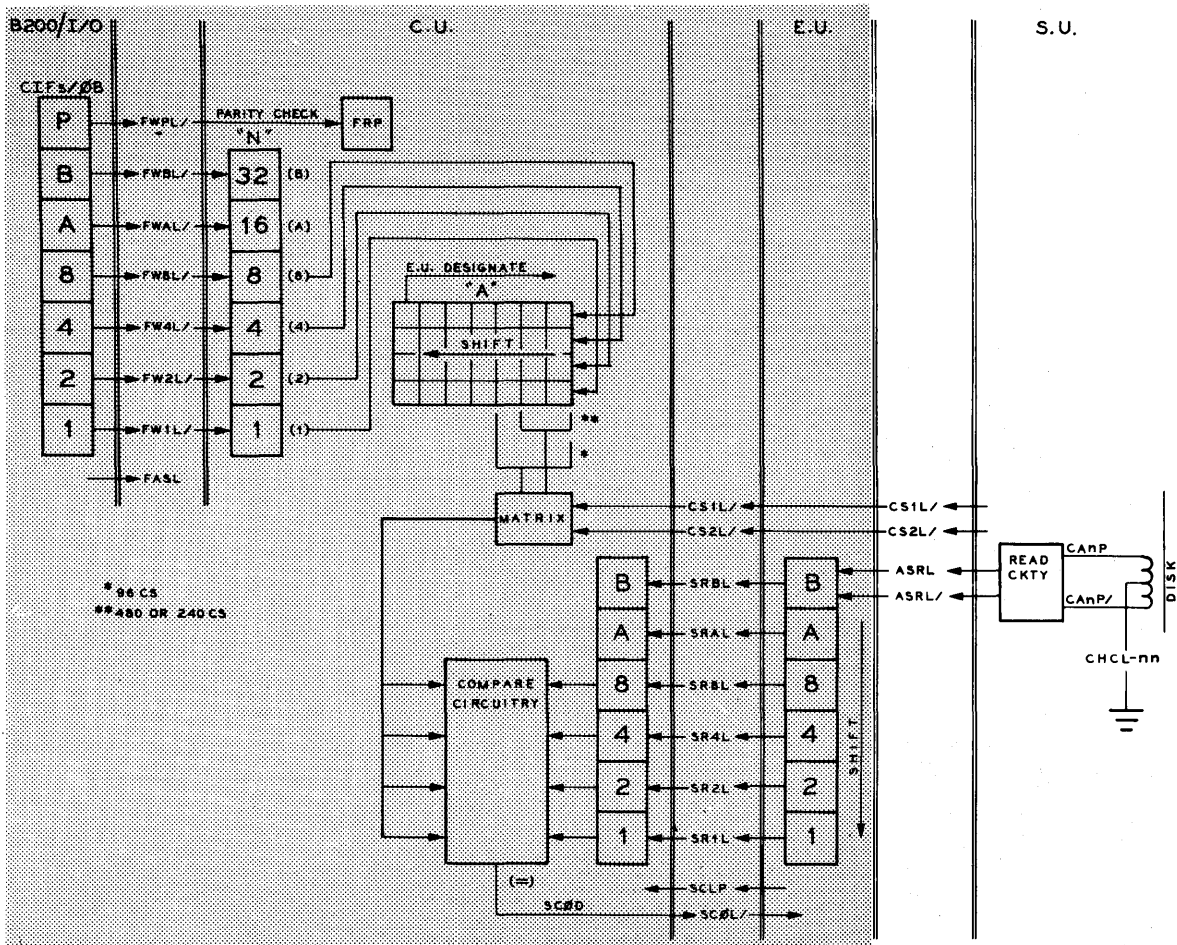 B200/I/O C.U. E.U. S.U.
CIFs/ØB
P FWPL/ PARITY CHECK FRP
"N"
B FWBL/ 32 (B)
A FWAL/ 16 (A)
8 FW8L/ 8 (8)
E.U. DESIGNATE
"A"
4 FW4L/ 4 (4)
SHIFT
2 FW2L/ 2 (2)
1 FW1L/ 1 (1)
**
*
FASL
MATRIX CS1L/ CS1L/
CS2L/ CS2L/
READ CKTY CAnP
CAnP/
DISK
CHCL-nn
* 96 CS
** 480 OR 240 CS
B SRBL B ASRL
ASRL/
A SRAL A
COMPARE CIRCUITRY
8 SR8L 8
4 SR4L 4
SHIFT
2 SR2L 2
1 SR1L 1
(=)
SCLP
SCØD SCØL/